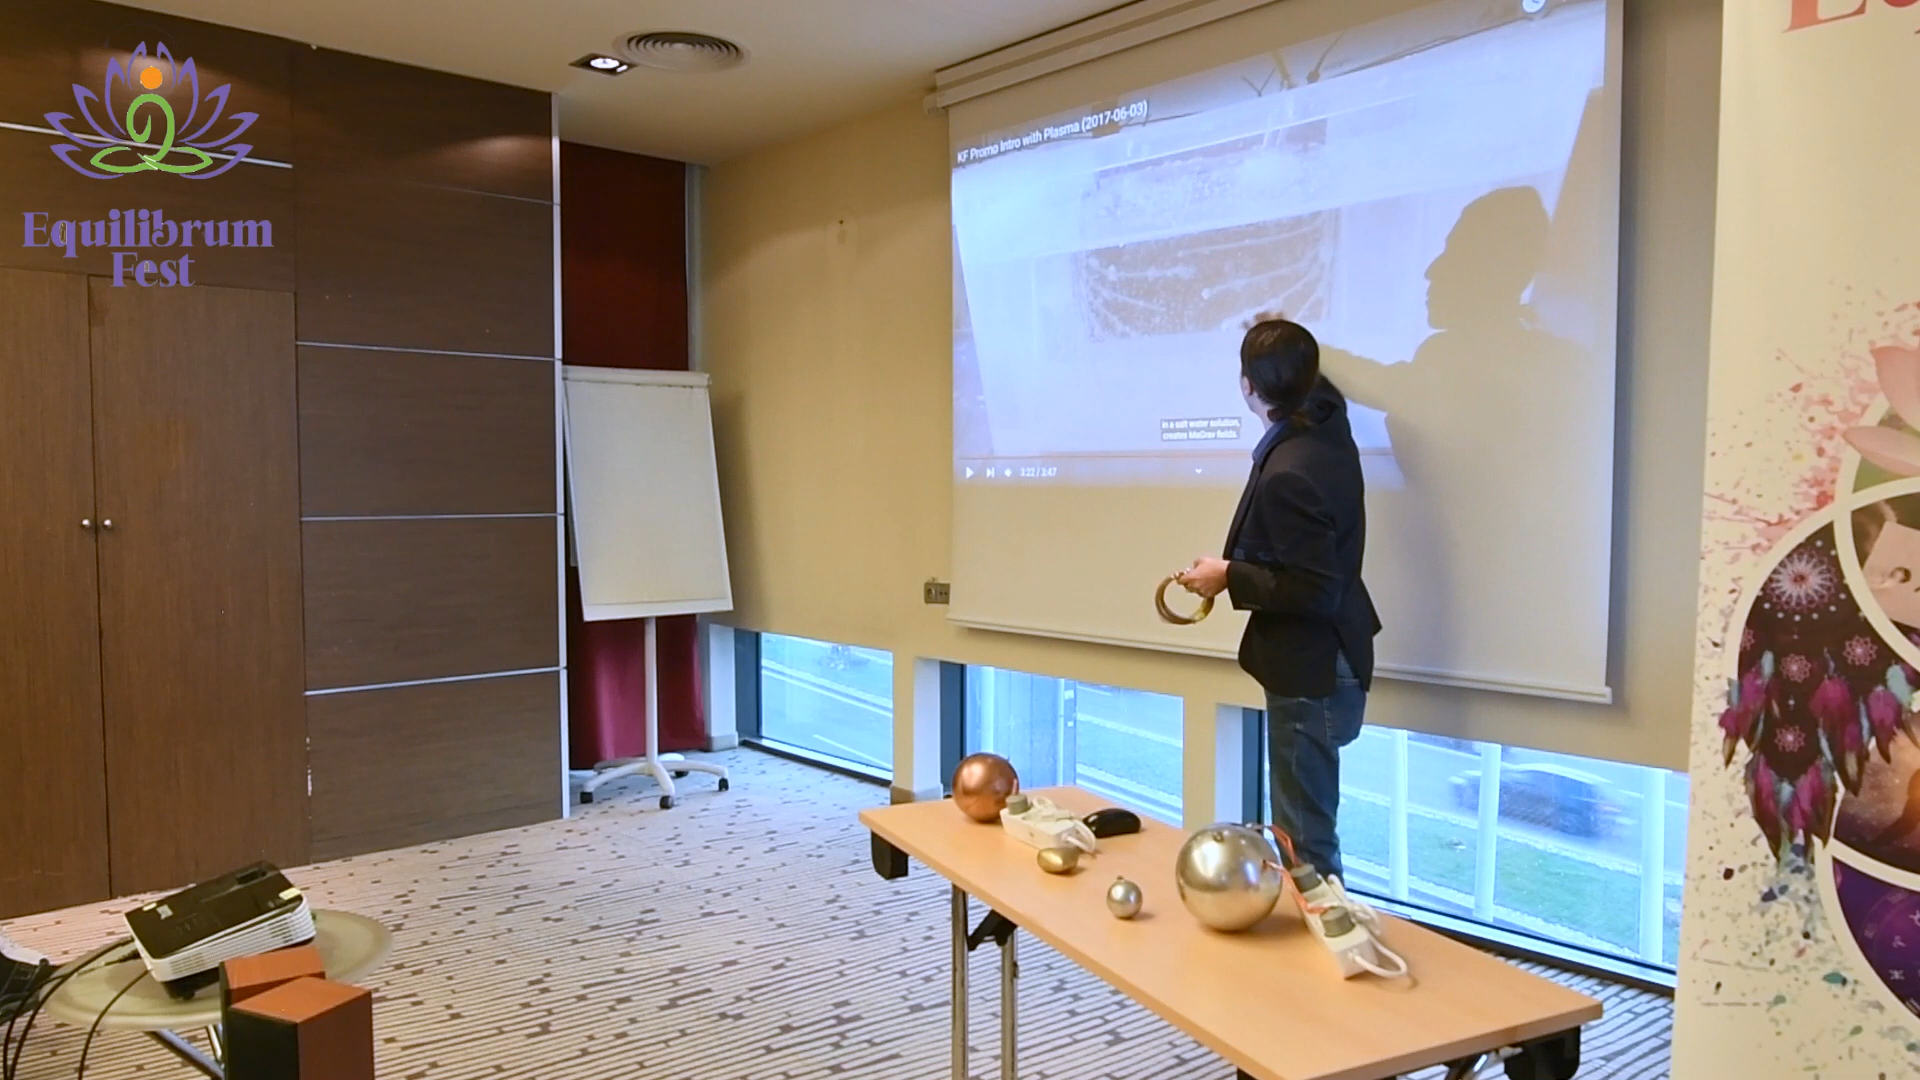 Equilibrum
Fest
KF Promo Intro with Plasma (2017-06-03)
in a salt water solution,
creates MaGrav fields.
3:22 / 3:47